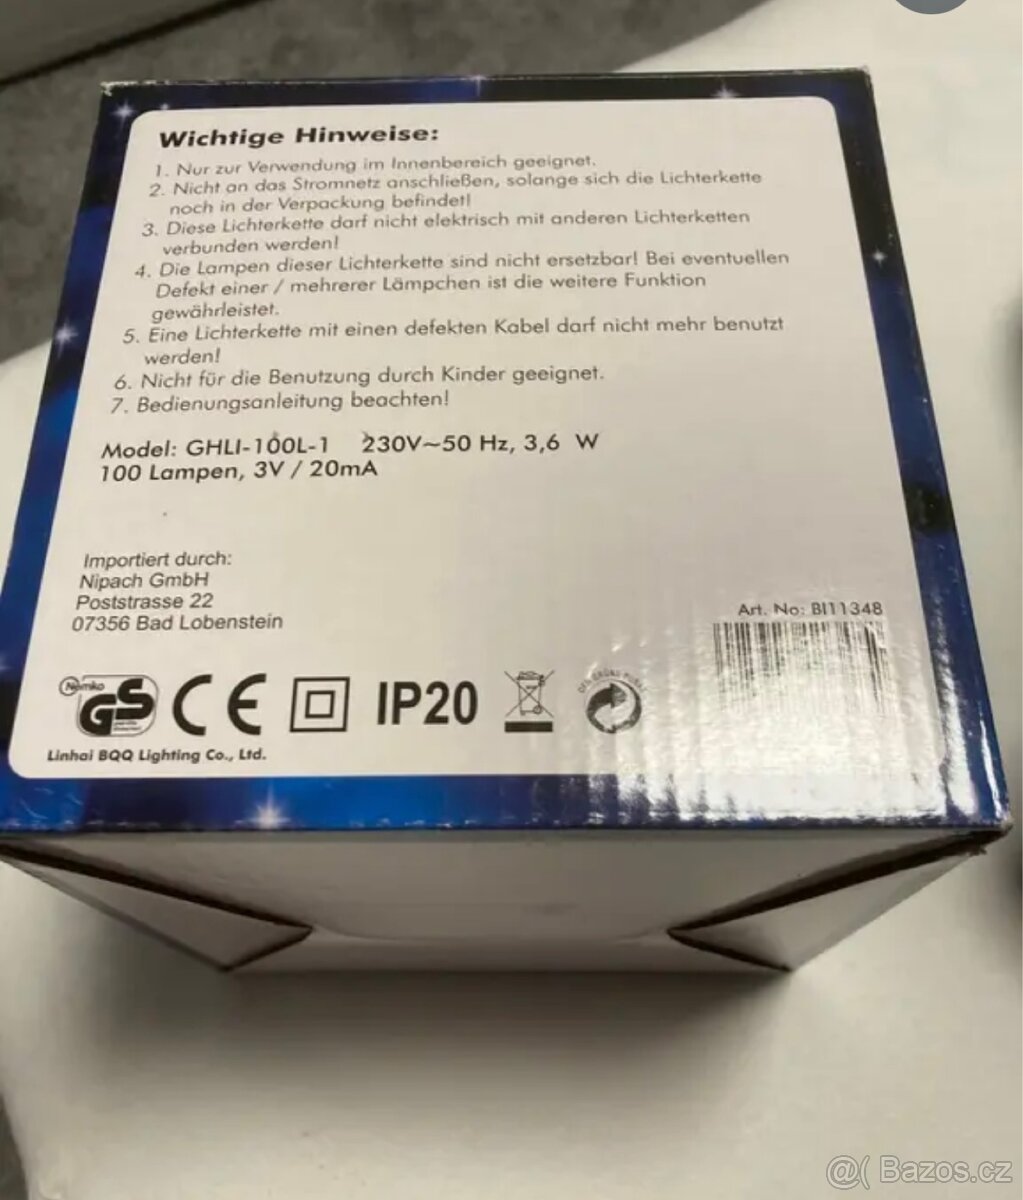 Wichtige Hinweise:
1. Nur zur Verwendung im Innenbereich geeignet.
2. Nicht an das Stromnetz anschließen, solange sich die Lichterkette
noch in der Verpackung befindet!
3. Diese Lichterkette darf nicht elektrisch mit anderen Lichterketten
verbunden werden!
4. Die Lampen dieser Lichterkette sind nicht ersetzbar! Bei eventuellen
Defekt einer / mehrerer Lämpchen ist die weitere Funktion
gewährleistet.
5. Eine Lichterkette mit einen defekten Kabel darf nicht mehr benutzt
werden!
6. Nicht für die Benutzung durch Kinder geeignet.
7. Bedienungsanleitung beachten!
Model: GHLI-100L-1 230V~50 Hz, 3,6 W
100 Lampen, 3V / 20mA
Importiert durch:
Nipach GmbH
Poststrasse 22
07356 Bad Lobenstein
Art. No: BI11348
Nemko GS CE IP20
DER GRÜNE PUNKT
Linhai BQQ Lighting Co., Ltd.
@( Bazos.cz